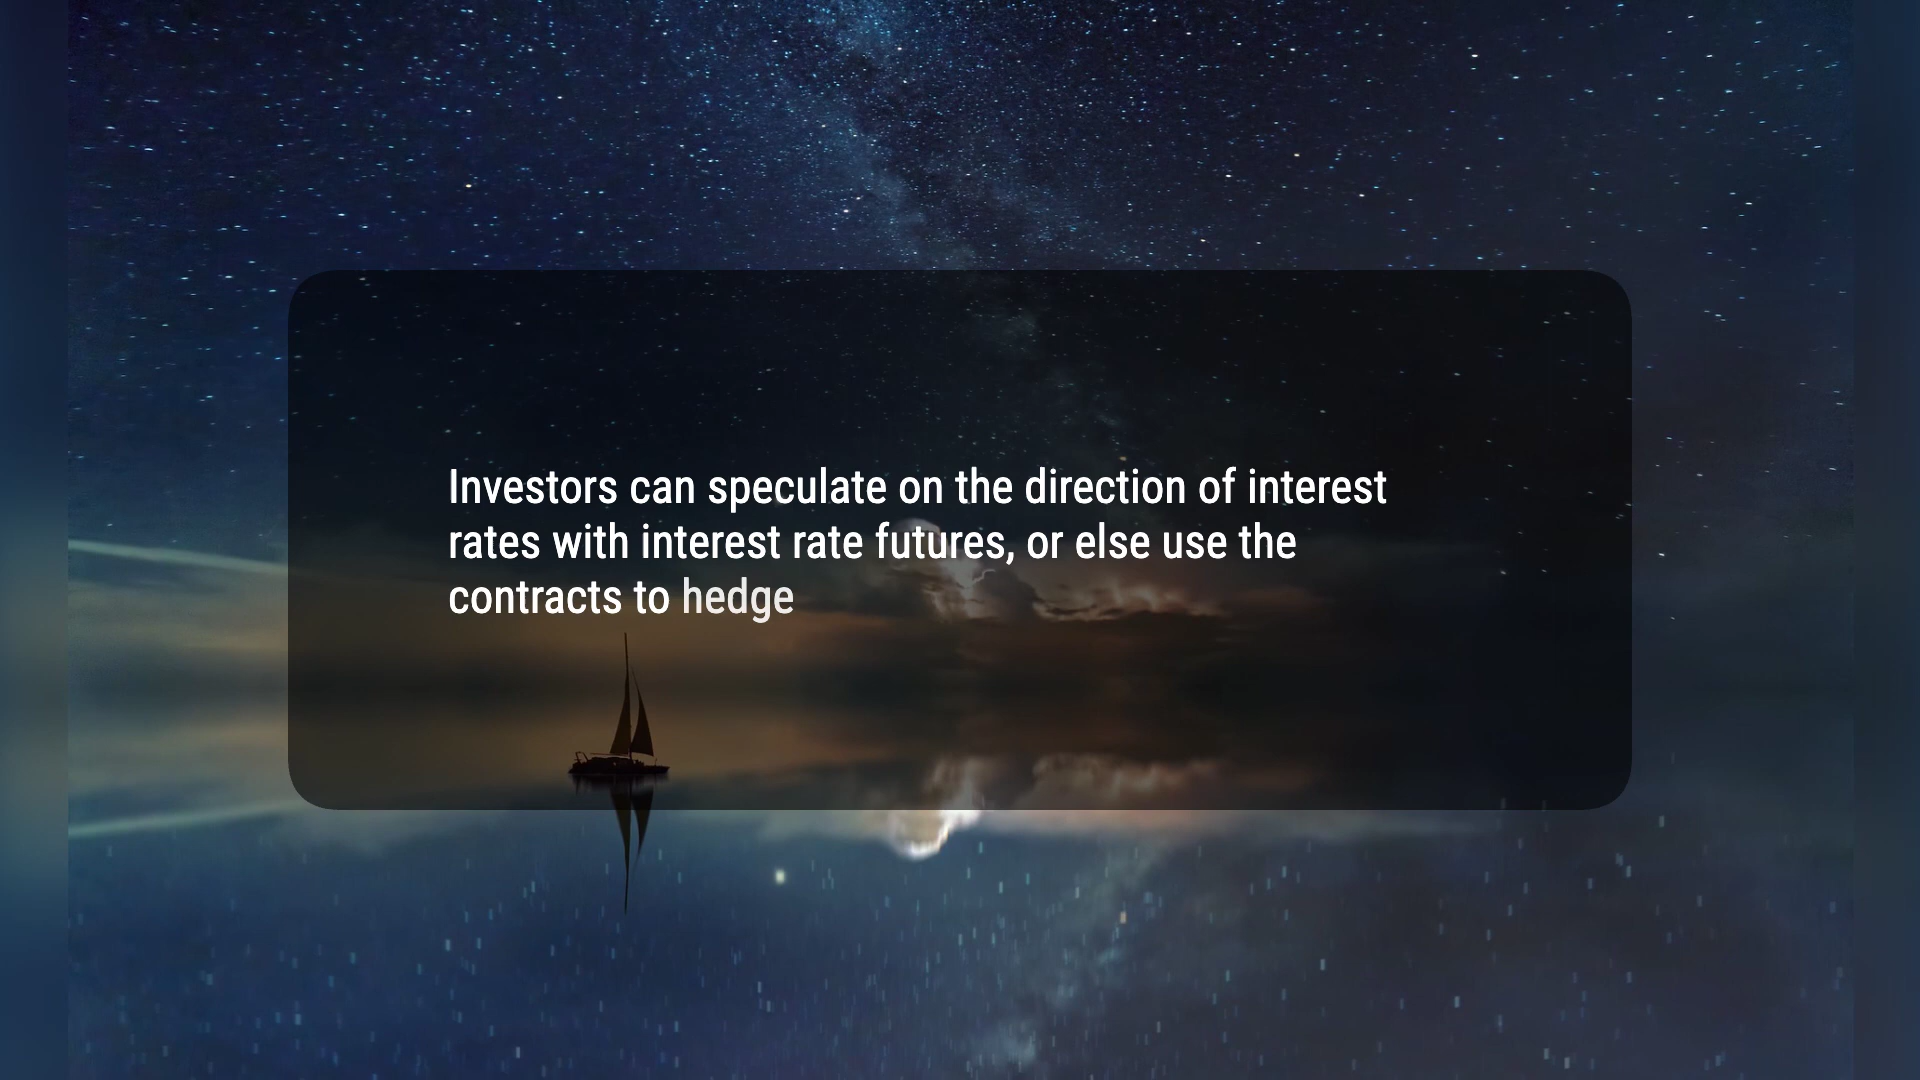 Investors can speculate on the direction of interest
rates with interest rate futures, or else use the
contracts to hedge